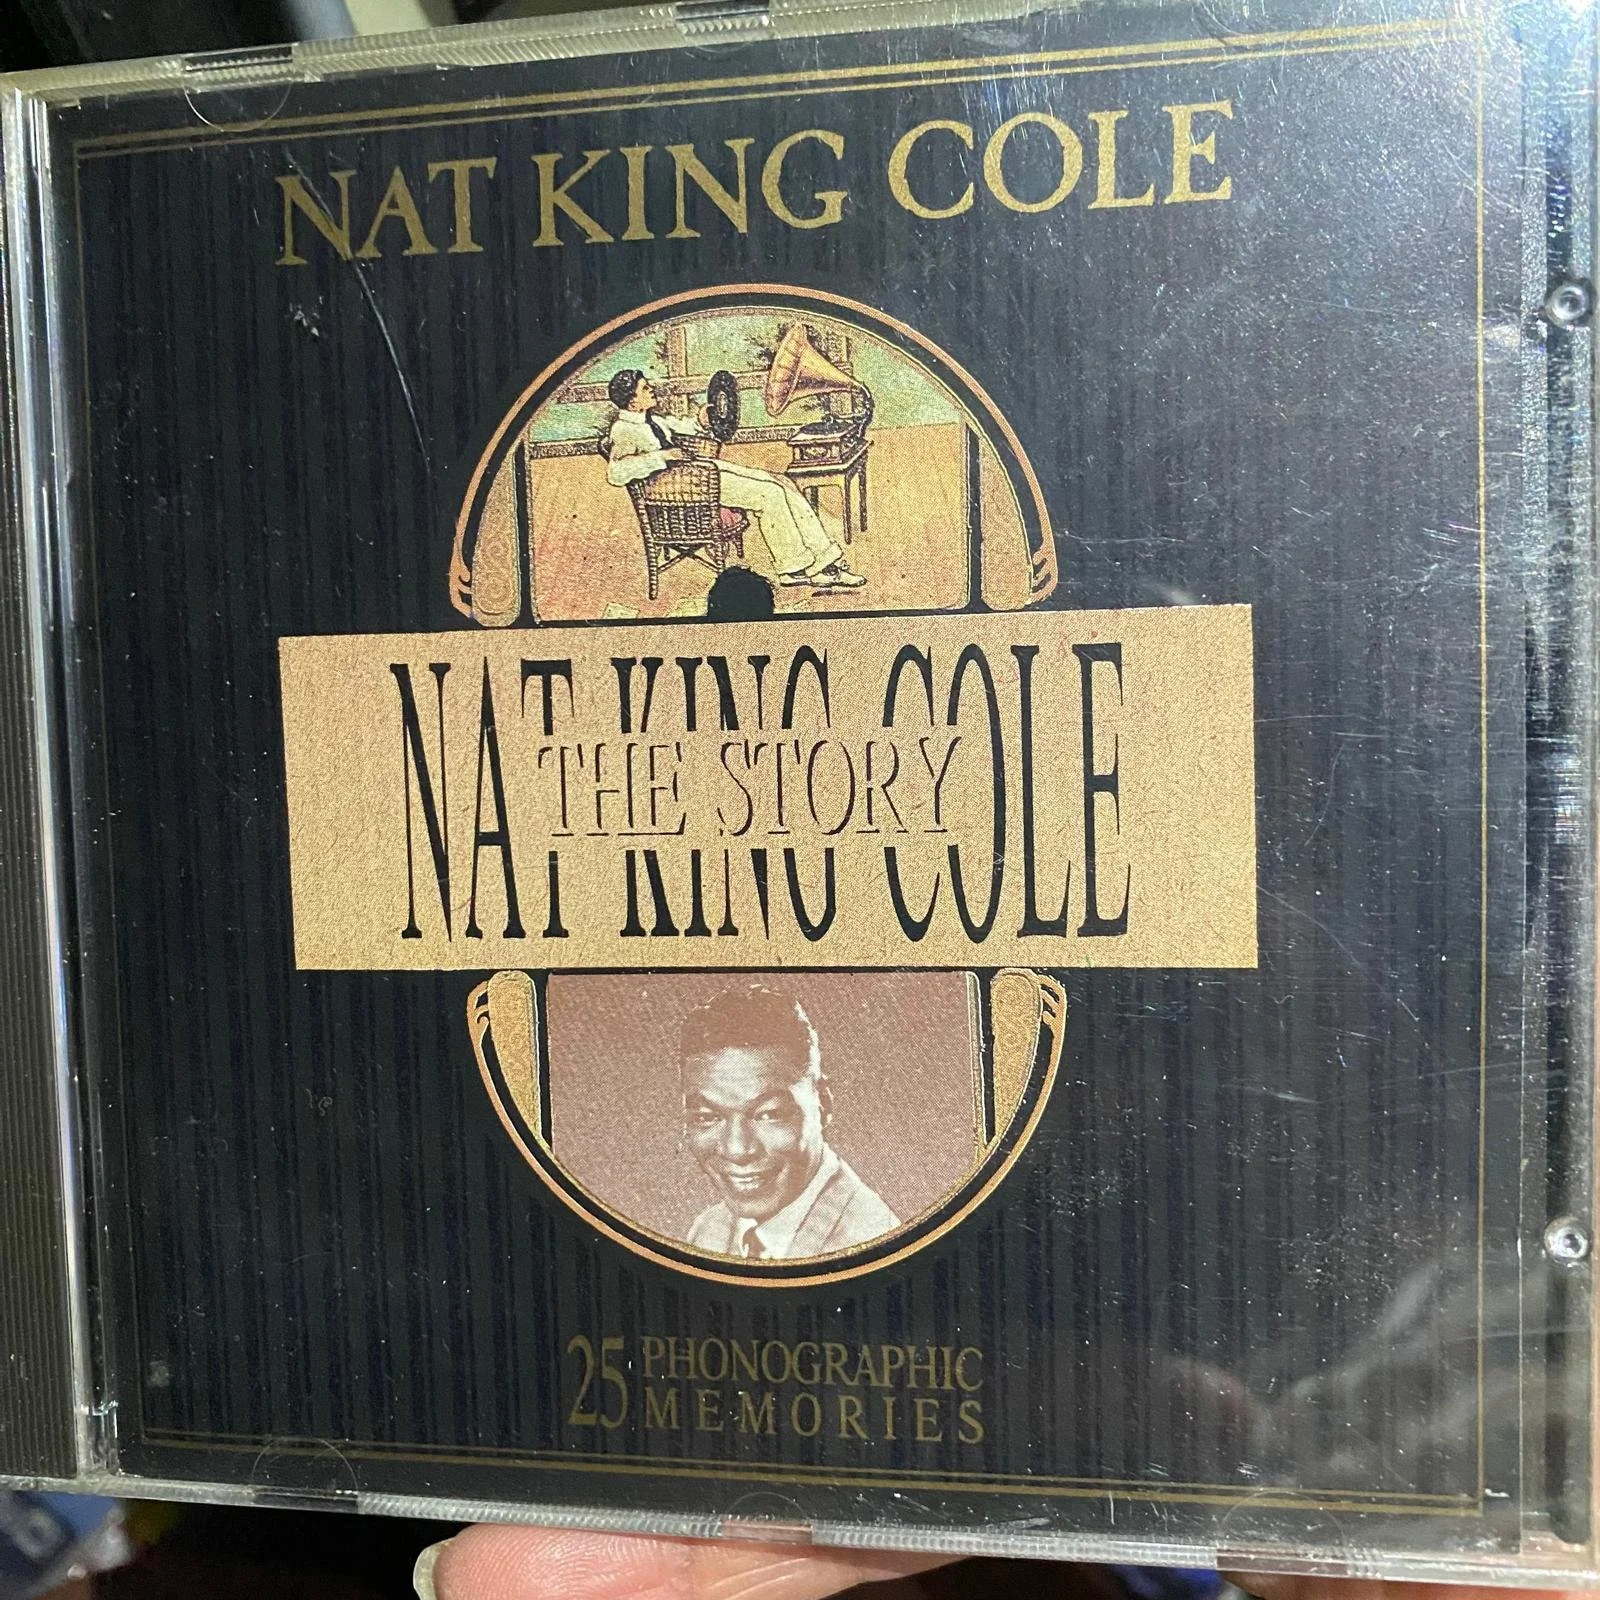 NAT KING COLE
NAT KING COLE
THE STORY
25 PHONOGRAPHIC
MEMORIES